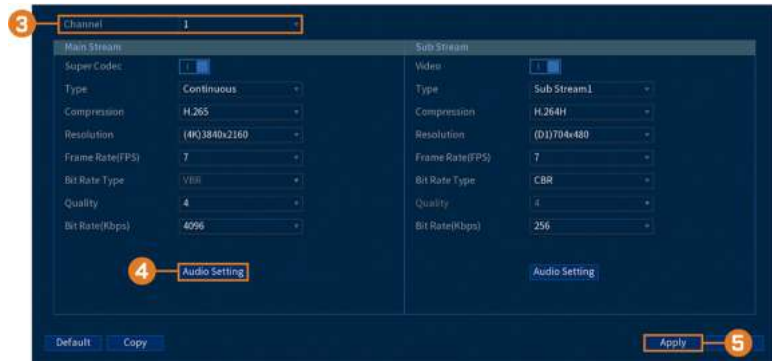 3 Channel 1
Main Stream Sub Stream
Super Codec Video
Type Continuous Type Sub Stream1
Compression H.265 Compression H.264H
Resolution (4K)3840x2160 Resolution (D1)704x480
Frame Rate(FPS) 7 Frame Rate(FPS) 7
Bit Rate Type VBR Bit Rate Type CBR
Quality 4 Quality 4
Bit Rate(Kbps) 4096 Bit Rate(Kbps) 256
4 Audio Setting Audio Setting
Default Copy Apply 5